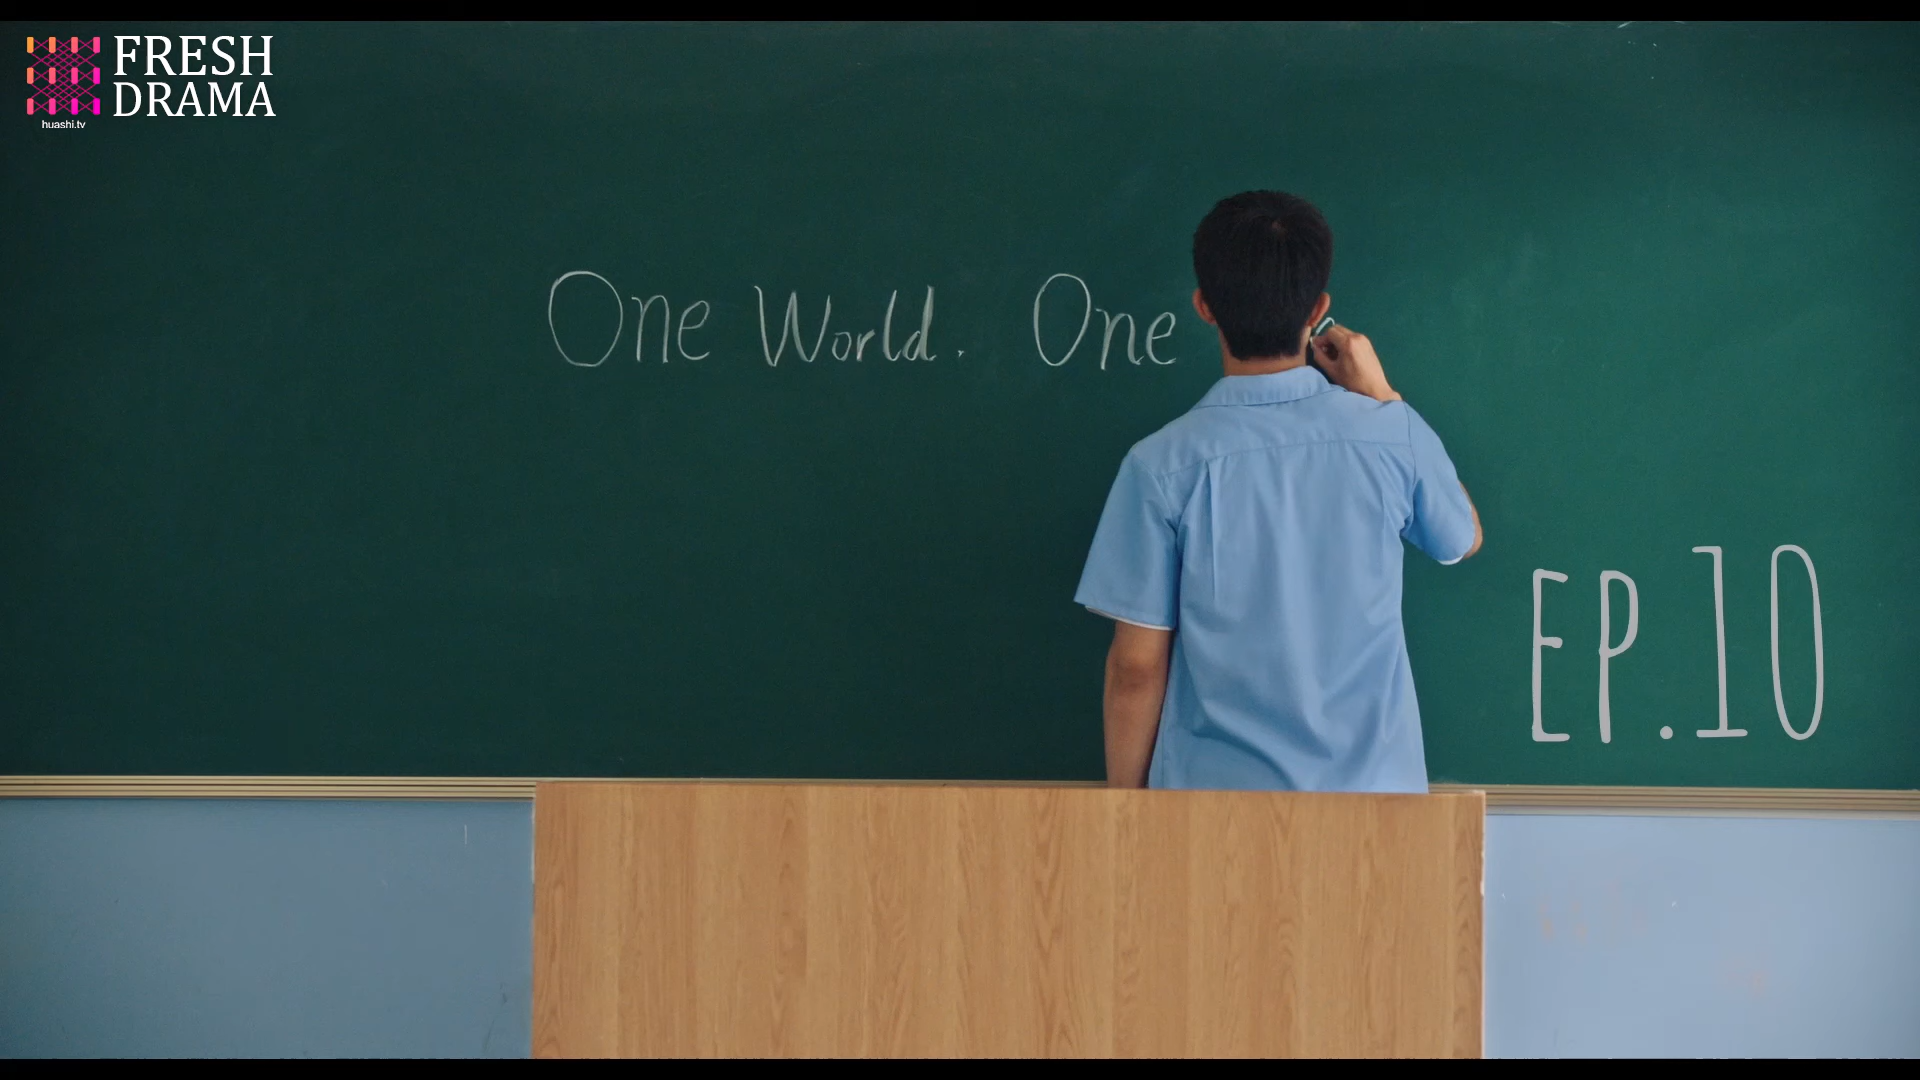 FRESH
DRAMA
huashi.tv
One World. One
EP.10